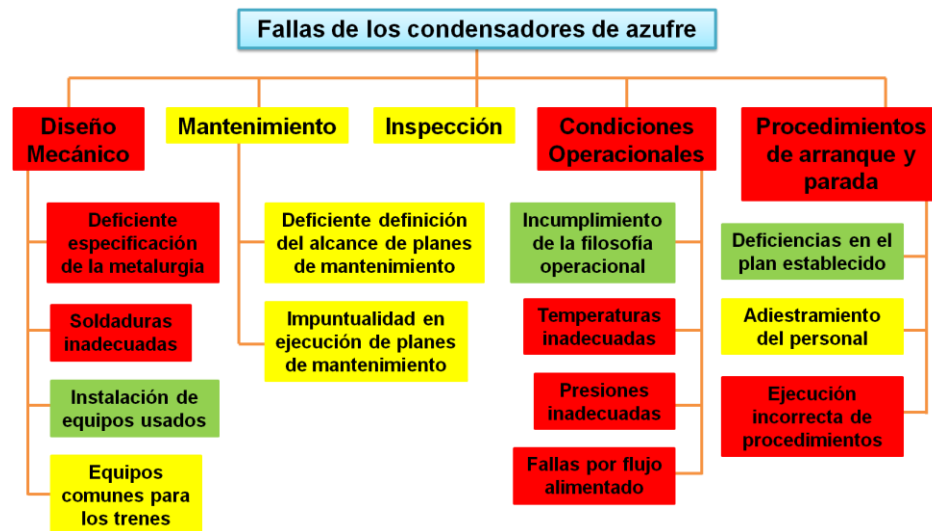 Fallas de los condensadores de azufre
Diseño
Mecánico
Mantenimiento
Inspección
Condiciones
Operacionales
Procedimientos
de arranque y
parada
Deficiente
especificación
de la metalurgia
Soldaduras
inadecuadas
Instalación de
equipos usados
Equipos
comunes para
los trenes
Deficiente definición
del alcance de planes
de mantenimiento
Impuntualidad en
ejecución de planes
de mantenimiento
Incumplimiento
de la filosofía
operacional
Temperaturas
inadecuadas
Presiones
inadecuadas
Fallas por flujo
alimentado
Deficiencias en el
plan establecido
Adiestramiento
del personal
Ejecución
incorrecta de
procedimientos